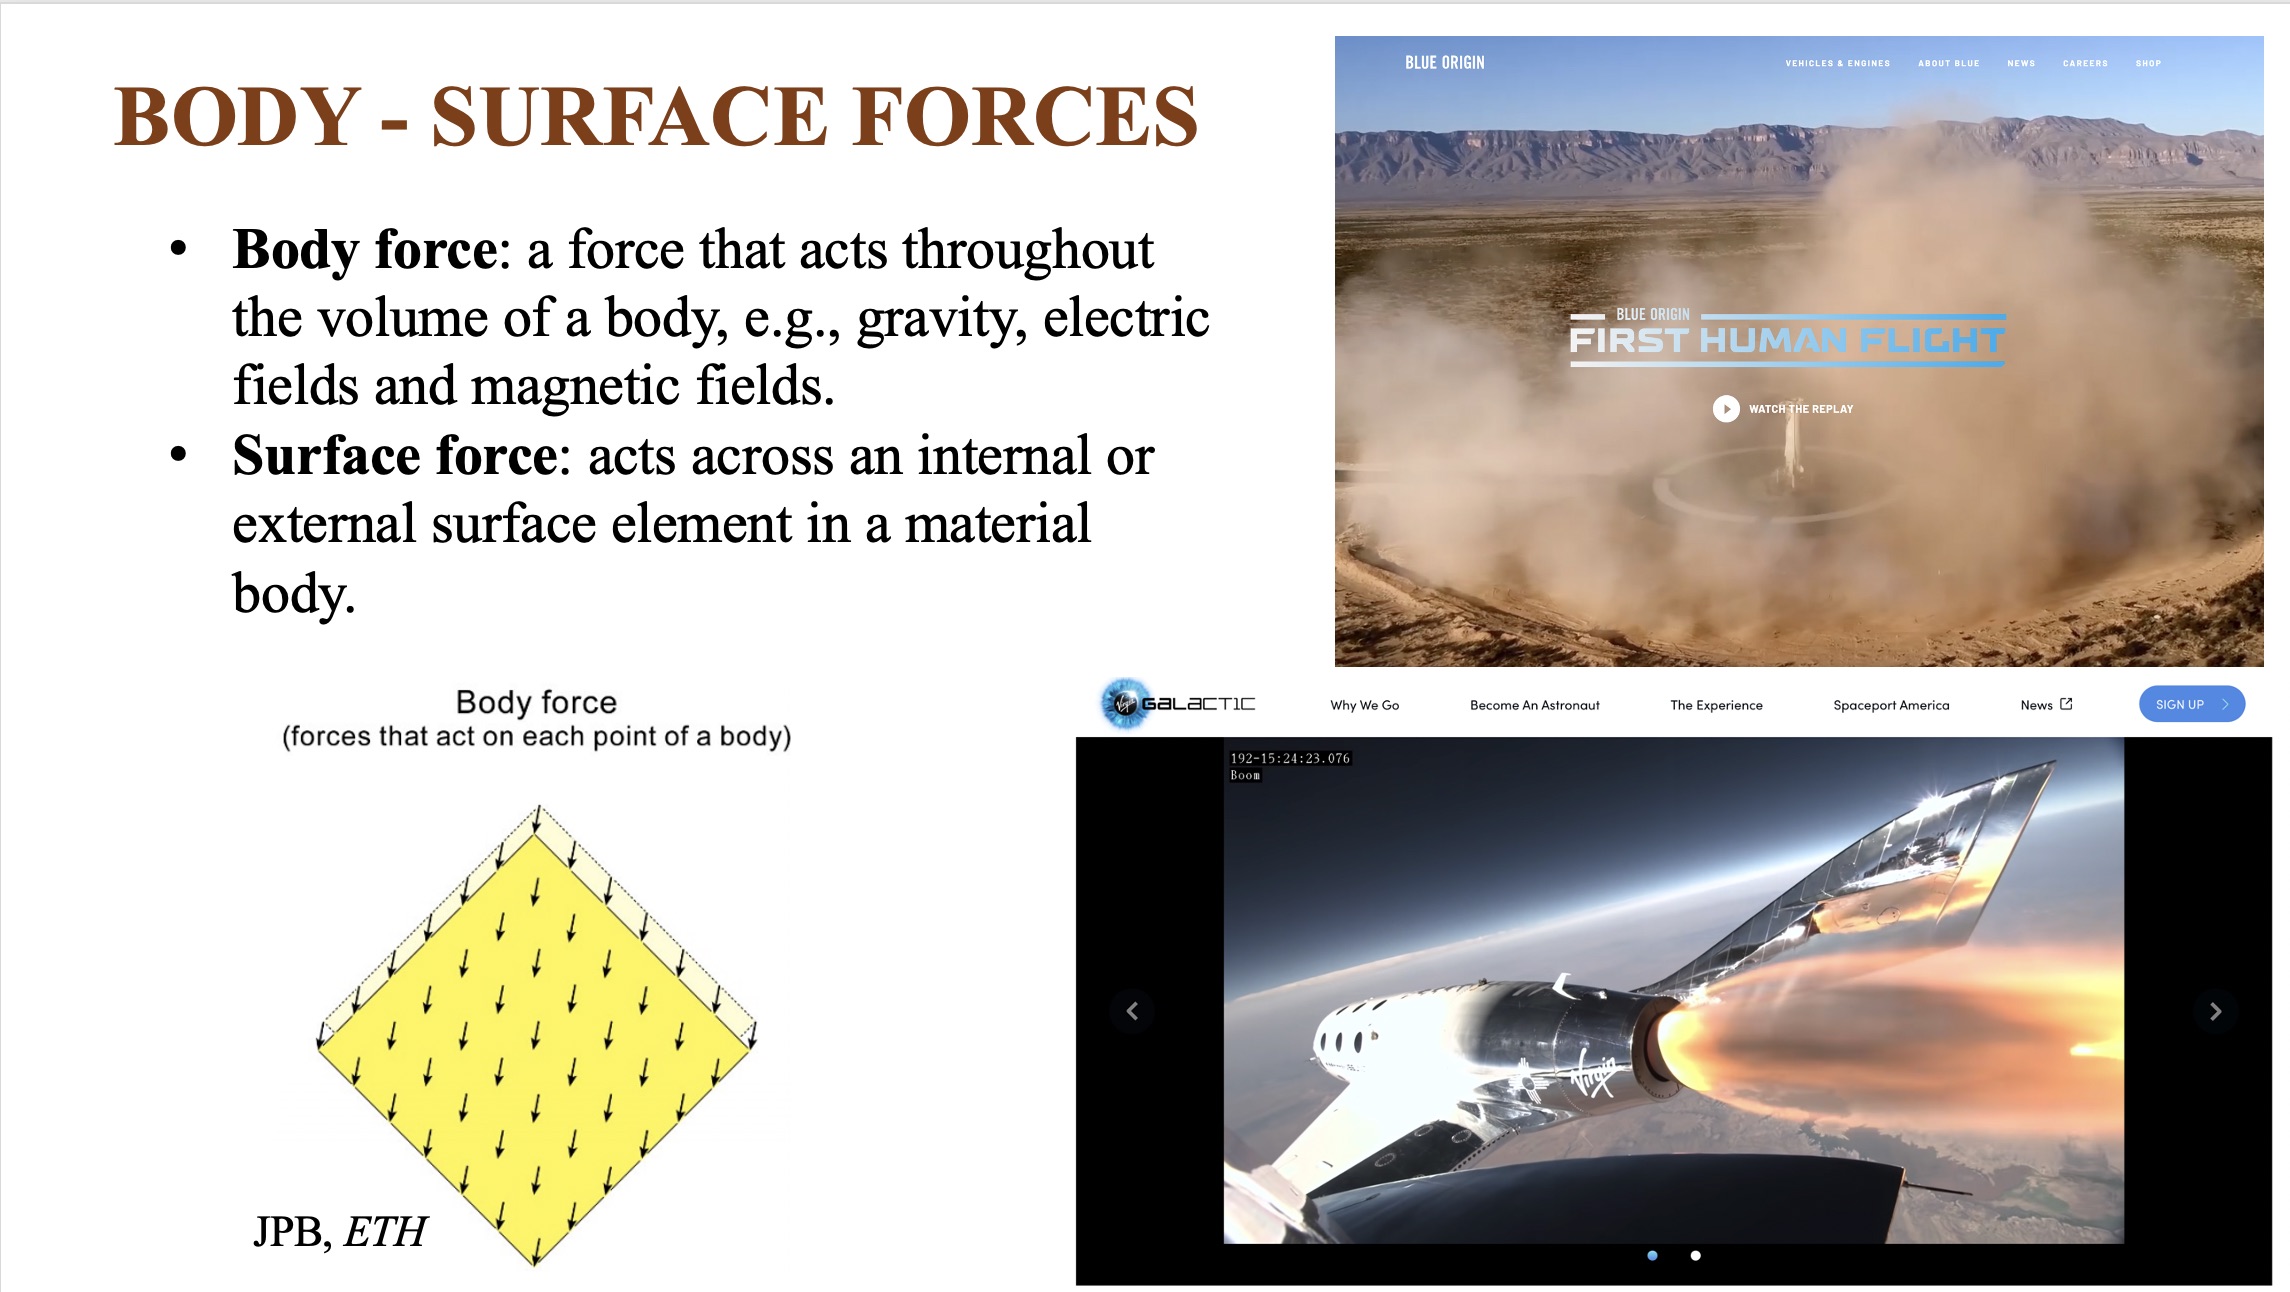 BODY - SURFACE FORCES
• Body force: a force that acts throughout
the volume of a body, e.g., gravity, electric
fields and magnetic fields.
• Surface force: acts across an internal or
external surface element in a material
body.
Body force
(forces that act on each point of a body)
JPB, ETH
BLUE ORIGIN
VEHICLES & ENGINES ABOUT BLUE NEWS CAREERS SHOP
BLUE ORIGIN
FIRST HUMAN FLIGHT
WATCH THE REPLAY
Virgin GALACTIC Why We Go Become An Astronaut The Experience Spaceport America News SIGN UP
192-15:24:23.076
Boom
Virgin